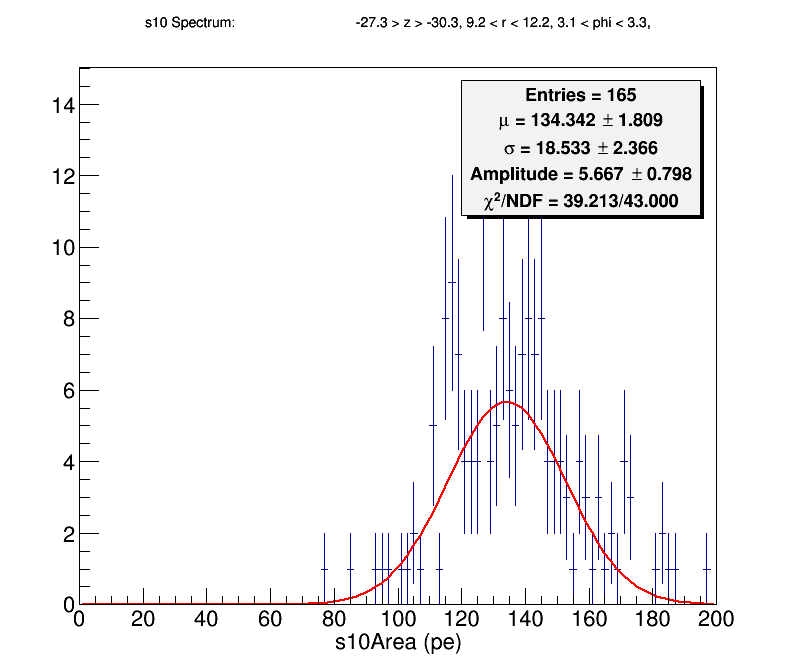 s10 Spectrum: -27.3 > z > -30.3, 9.2 < r < 12.2, 3.1 < phi < 3.3,
Entries = 165
μ = 134.342 ± 1.809
σ = 18.533 ± 2.366
Amplitude = 5.667 ± 0.798
χ²/NDF = 39.213/43.000
14
12
10
8
6
4
2
0
0 20 40 60 80 100 120 140 160 180 200
s10Area (pe)